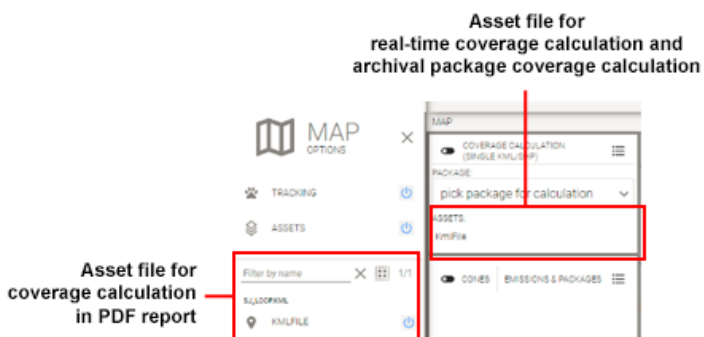 Asset file for
real-time coverage calculation and
archival package coverage calculation
MAP
OPTIONS
TRACKING
ASSETS
Filter by name
1/1
SJ_LOOPKML
KMLFILE
MAP
COVERAGE CALCULATION
(SINGLE KML/SHP)
PACKAGE:
pick package for calculation
ASSETS:
KmlFile
CONES
EMISSIONS & PACKAGES
Asset file for
coverage calculation
in PDF report